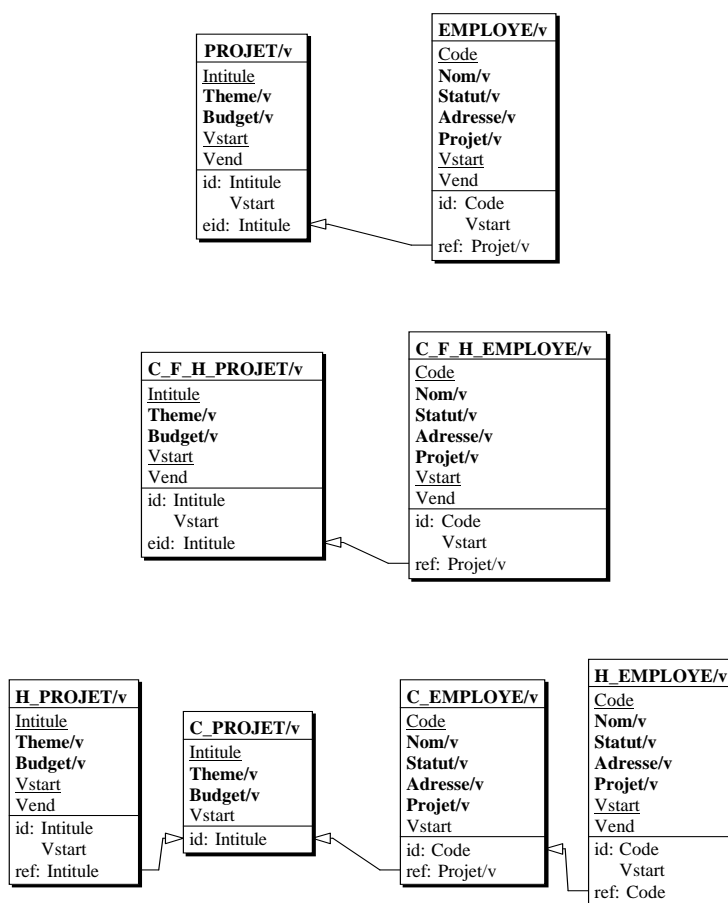 PROJET/v
Intitule
Theme/v
Budget/v
Vstart
Vend
id: Intitule
Vstart
eid: Intitule
EMPLOYE/v
Code
Nom/v
Statut/v
Adresse/v
Projet/v
Vstart
Vend
id: Code
Vstart
ref: Projet/v
C_F_H_PROJET/v
Intitule
Theme/v
Budget/v
Vstart
Vend
id: Intitule
Vstart
eid: Intitule
C_F_H_EMPLOYE/v
Code
Nom/v
Statut/v
Adresse/v
Projet/v
Vstart
Vend
id: Code
Vstart
ref: Projet/v
H_PROJET/v
Intitule
Theme/v
Budget/v
Vstart
Vend
id: Intitule
Vstart
ref: Intitule
C_PROJET/v
Intitule
Theme/v
Budget/v
Vstart
id: Intitule
C_EMPLOYE/v
Code
Nom/v
Statut/v
Adresse/v
Projet/v
Vstart
id: Code
ref: Projet/v
H_EMPLOYE/v
Code
Nom/v
Statut/v
Adresse/v
Projet/v
Vstart
Vend
id: Code
Vstart
ref: Code